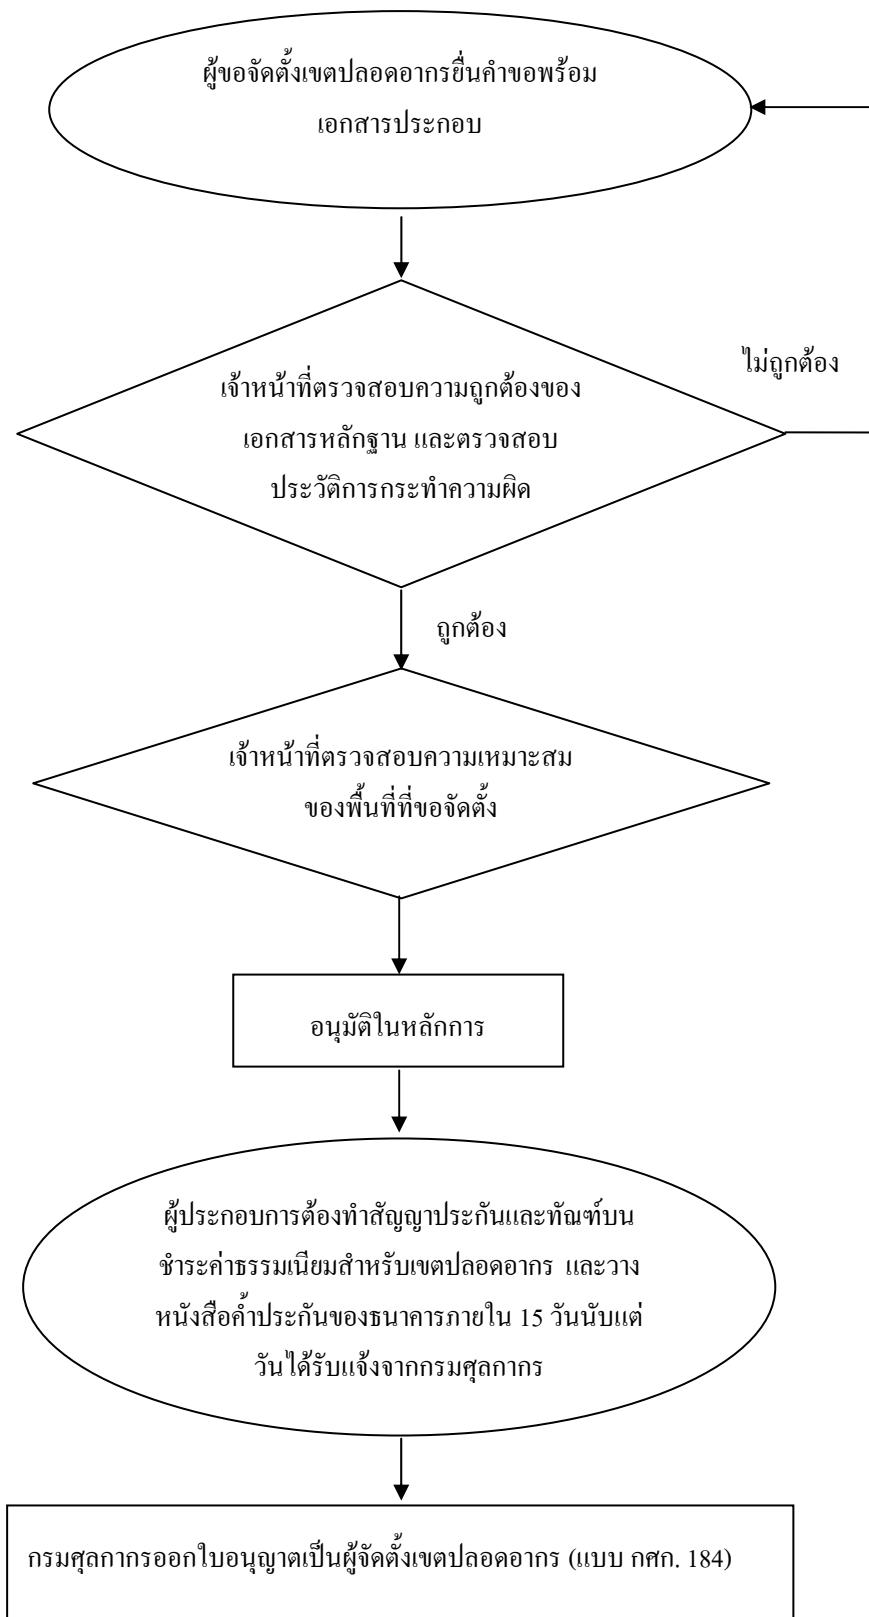 ผู้ขอจัดตั้งเขตปลอดอากรยื่นคำขอพร้อม
เอกสารประกอบ
ไม่ถูกต้อง
เจ้าหน้าที่ตรวจสอบความถูกต้องของ
เอกสารหลักฐาน และตรวจสอบ
ประวัติการกระทำความผิด
ถูกต้อง
เจ้าหน้าที่ตรวจสอบความเหมาะสม
ของพื้นที่ที่ขอจัดตั้ง
อนุมัติในหลักการ
ผู้ประกอบการต้องทำสัญญาประกันและทัณฑ์บน
ชำระค่าธรรมเนียมสำหรับเขตปลอดอากร และวาง
หนังสือค้ำประกันของธนาคารภายใน 15 วันนับแต่
วันได้รับแจ้งจากกรมศุลกากร
กรมศุลกากรออกใบอนุญาตเป็นผู้จัดตั้งเขตปลอดอากร (แบบ กศก. 184)